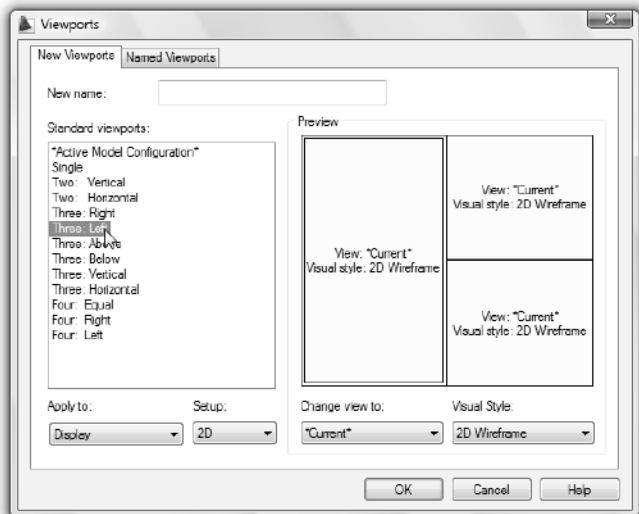 Viewports
New Viewports
Named Viewports
New name:
Standard viewports:
*Active Model Configuration*
Single
Two: Vertical
Two: Horizontal
Three: Right
Three: Left
Three: Above
Three: Below
Three: Vertical
Three: Horizontal
Four: Equal
Four: Right
Four: Left
Apply to:
Display
Setup:
2D
Preview
View: *Current*
Visual style: 2D Wireframe
View: *Current*
Visual style: 2D Wireframe
View: *Current*
Visual style: 2D Wireframe
Change view to:
*Current*
Visual Style:
2D Wireframe
OK
Cancel
Help